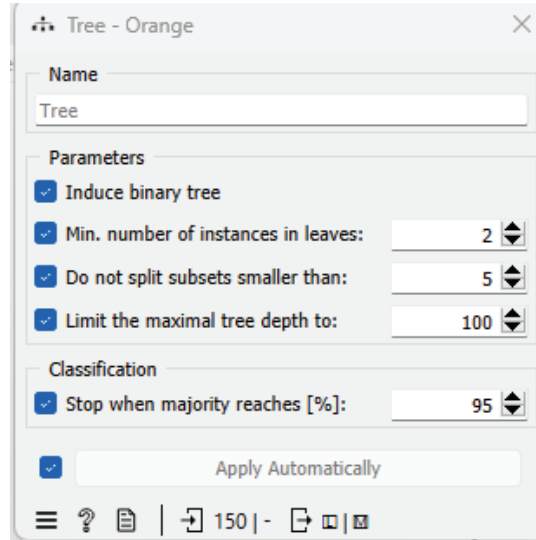 Tree - Orange
Name
Tree
Parameters
Induce binary tree
Min. number of instances in leaves: 2
Do not split subsets smaller than: 5
Limit the maximal tree depth to: 100
Classification
Stop when majority reaches [%]: 95
Apply Automatically
? 150 | - |